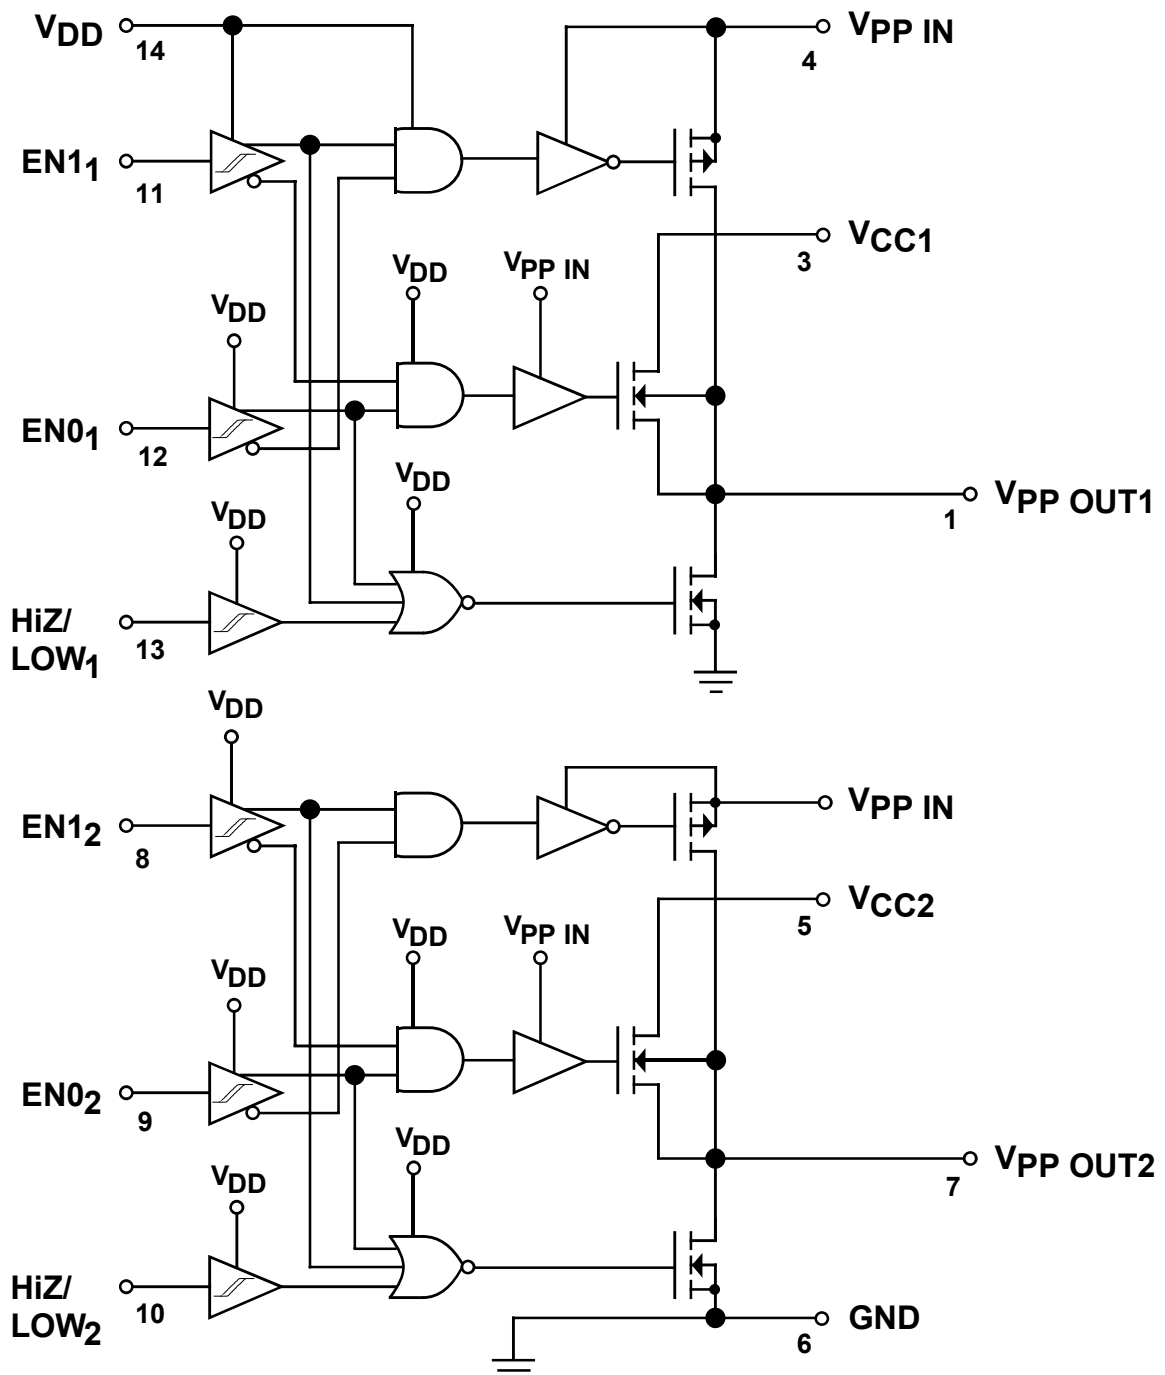 VDD
14
VPP IN
4
EN11
11
VCC1
3
VDD
VPP IN
VDD
EN01
12
VDD
VPP OUT1
1
VDD
HiZ/
LOW1
13
VDD
EN12
8
VPP IN
VCC2
5
VDD
VPP IN
VDD
EN02
9
VDD
VPP OUT2
7
VDD
HiZ/
LOW2
10
GND
6